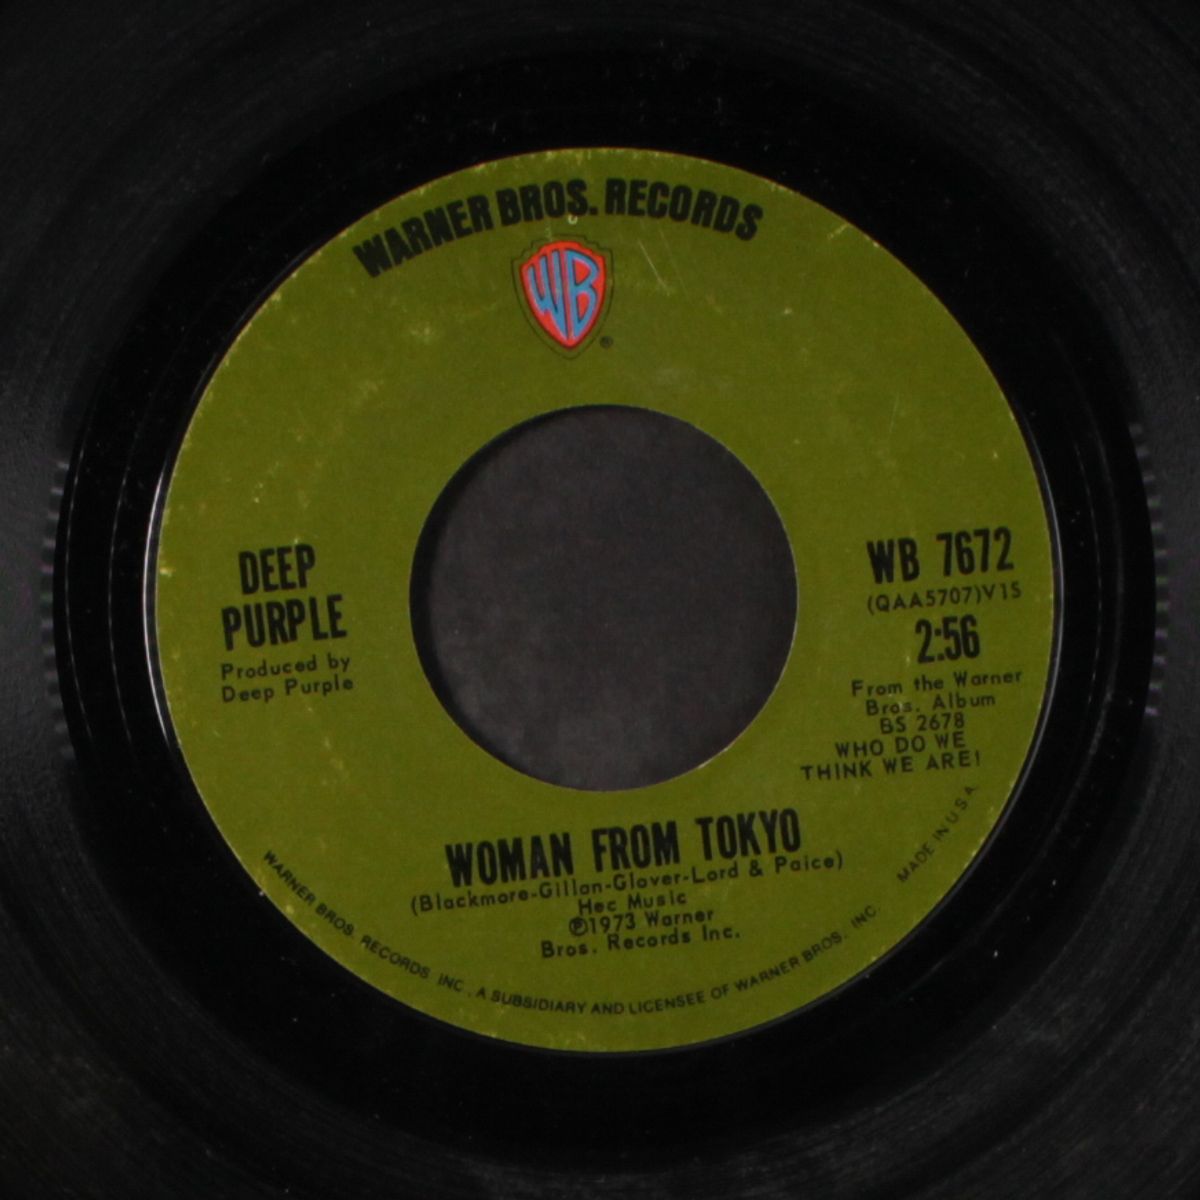 WARNER BROS. RECORDS
WB
®
DEEP
PURPLE
Produced by
Deep Purple
WB 7672
(QAA5707)V1S
2:56
From the Warner
Bros. Album
BS 2678
WHO DO WE
THINK WE ARE!
WOMAN FROM TOKYO
(Blackmore-Gillan-Glover-Lord & Paice)
Hec Music
℗1973 Warner
Bros. Records Inc.
WARNER BROS. RECORDS INC., A SUBSIDIARY AND LICENSEE OF WARNER BROS. INC.
MADE IN U.S.A.